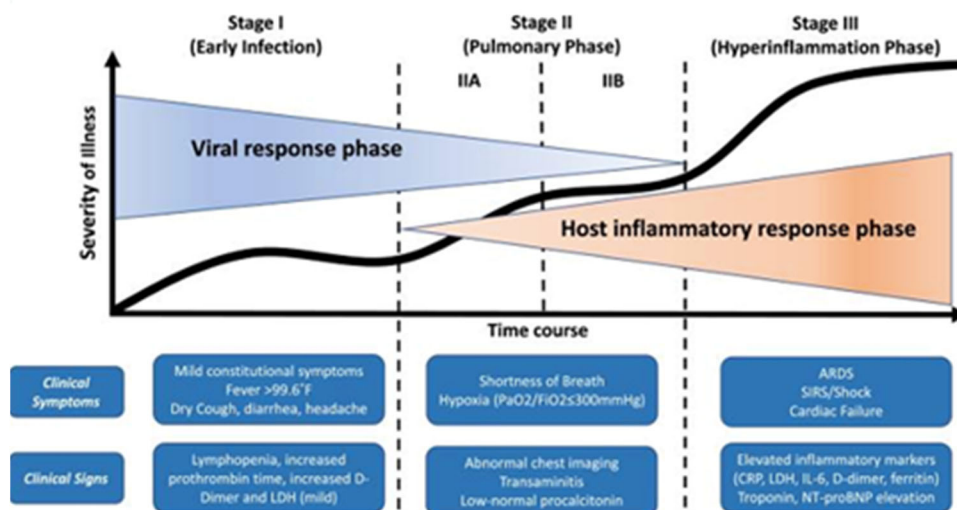 Stage I
(Early Infection)
Stage II
(Pulmonary Phase)
Stage III
(Hyperinflammation Phase)
IIA
IIB
Severity of Illness
Viral response phase
Host inflammatory response phase
Time course
Clinical
Symptoms
Mild constitutional symptoms
Fever >99.6°F
Dry Cough, diarrhea, headache
Shortness of Breath
Hypoxia (PaO2/FiO2≤300mmHg)
ARDS
SIRS/Shock
Cardiac Failure
Clinical Signs
Lymphopenia, increased
prothrombin time, increased D-
Dimer and LDH (mild)
Abnormal chest imaging
Transaminitis
Low-normal procalcitonin
Elevated inflammatory markers
(CRP, LDH, IL-6, D-dimer, ferritin)
Troponin, NT-proBNP elevation